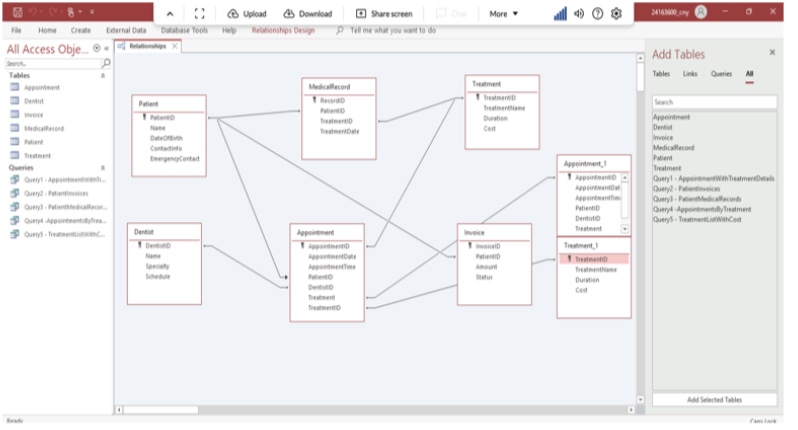 Upload
Download
Share screen
Chat
More
24163600_cny
File
Home
Create
External Data
Database Tools
Help
Relationships Design
Tell me what you want to do
All Access Obje...
Search..
Tables
Appointment
Dentist
Invoice
MedicalRecord
Patient
Treatment
Queries
Query1 - AppointmentWithTr...
Query2 - PatientInvoices
Query3 - PatientMedicalRecor...
Query4 -AppointmentsByTrea...
Query5 - TreatmentListWithC...
Relationships
Patient
PatientID
Name
DateOfBirth
ContactInfo
EmergencyContact
MedicalRecord
RecordID
PatientID
TreatmentID
TreatmentDate
Treatment
TreatmentID
TreatmentName
Duration
Cost
Dentist
DentistID
Name
Specialty
Schedule
Appointment
AppointmentID
AppointmentDate
AppointmentTime
PatientID
DentistID
Treatment
TreatmentID
Invoice
InvoiceID
PatientID
Amount
Status
Appointment_1
AppointmentID
AppointmentDat
AppointmentTim
PatientID
DentistID
Treatment
Treatment_1
TreatmentID
TreatmentName
Duration
Cost
Add Tables
Tables
Links
Queries
All
Search
Appointment
Dentist
Invoice
MedicalRecord
Patient
Treatment
Query1 - AppointmentWithTreatmentDetails
Query2 - PatientInvoices
Query3 - PatientMedicalRecords
Query4 -AppointmentsByTreatment
Query5 - TreatmentListWithCost
Add Selected Tables
Ready
Caps Lock